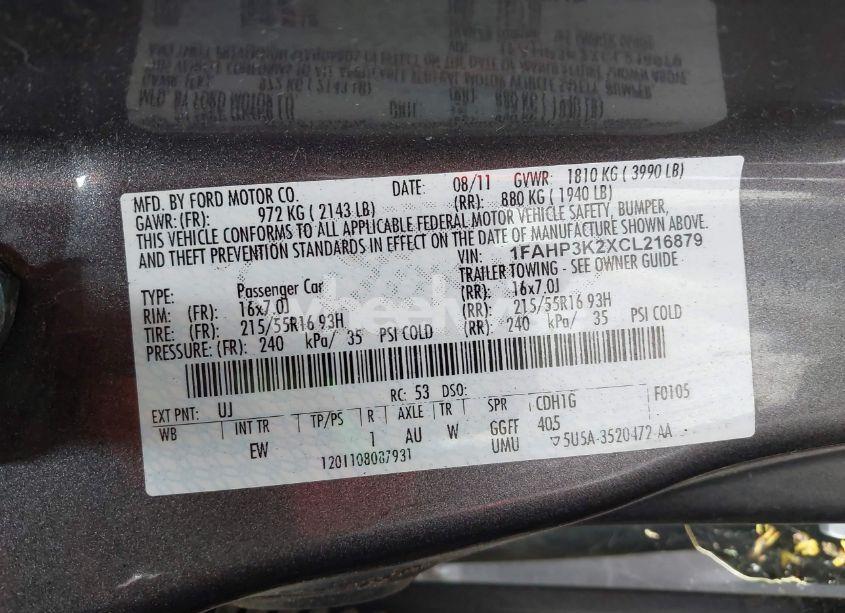 MFD. BY FORD MOTOR CO. DATE: 08/11 GVWR: 1810 KG ( 3990 LB)
GAWR:(FR): 972 KG ( 2143 LB) (RR): 880 KG ( 1940 LB)
THIS VEHICLE CONFORMS TO ALL APPLICABLE FEDERAL MOTOR VEHICLE SAFETY, BUMPER,
AND THEFT PREVENTION STANDARDS IN EFFECT ON THE DATE OF MANUFACTURE SHOWN ABOVE.
VIN: 1FAHP3K2XCL216879
TRAILER TOWING - SEE OWNER GUIDE
TYPE: Passenger Car
RIM: (FR): 16x7.0J (RR): 16x7.0J
TIRE: (FR): 215/55R16 93H (RR): 215/55R16 93H
PRESSURE: (FR): 240 kPa/ 35 PSI COLD (RR): 240 kPa/ 35 PSI COLD
RC: 53 DSO: F0105
EXT PNT: UJ
WB INT TR TP/PS R AXLE TR SPR CDH1G
EW 1 AU W GGFF 405
UMU
1201108087931 5U5A-3520472 AA